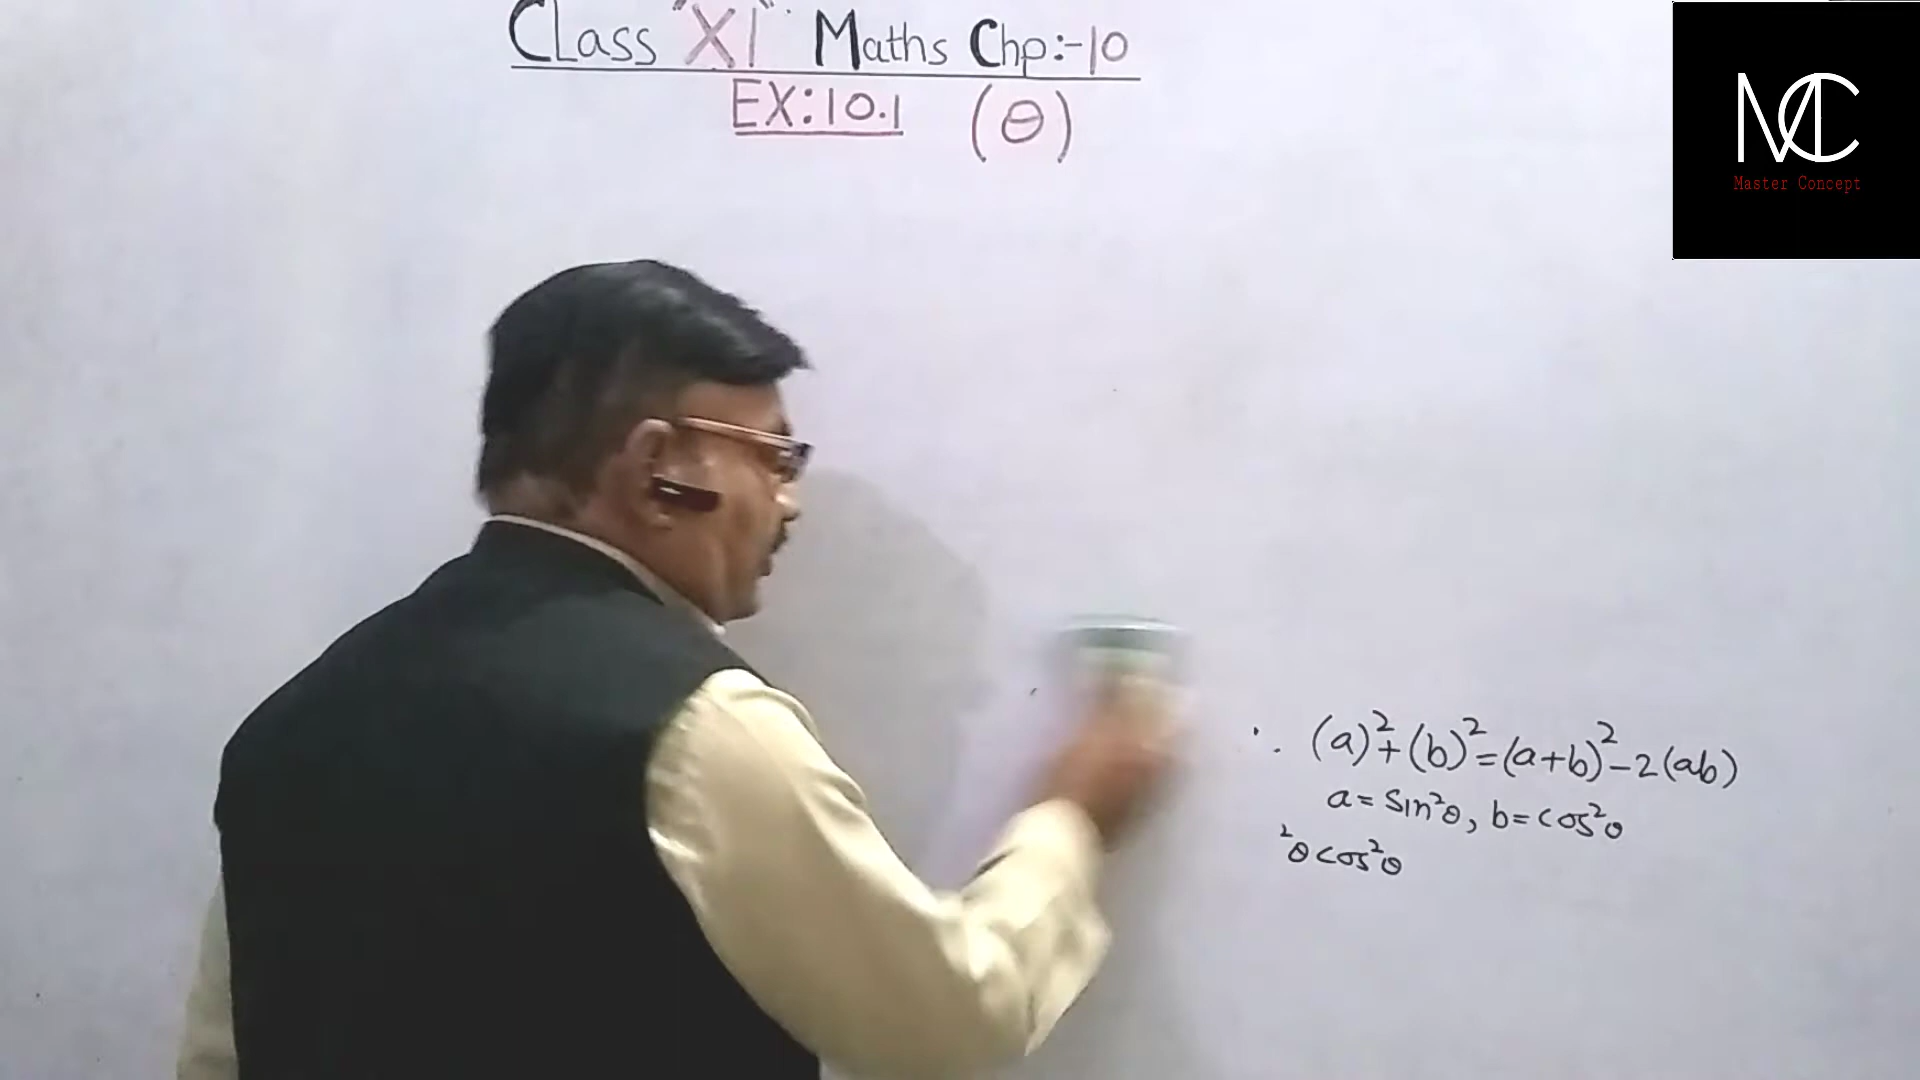 Class "XI" Maths Chp:-10
EX:10.1 (θ)
MC
Master Concept
∴ (a)²+(b)²=(a+b)²-2(ab)
a=Sin²θ, b=cos²θ
²θcos²θ